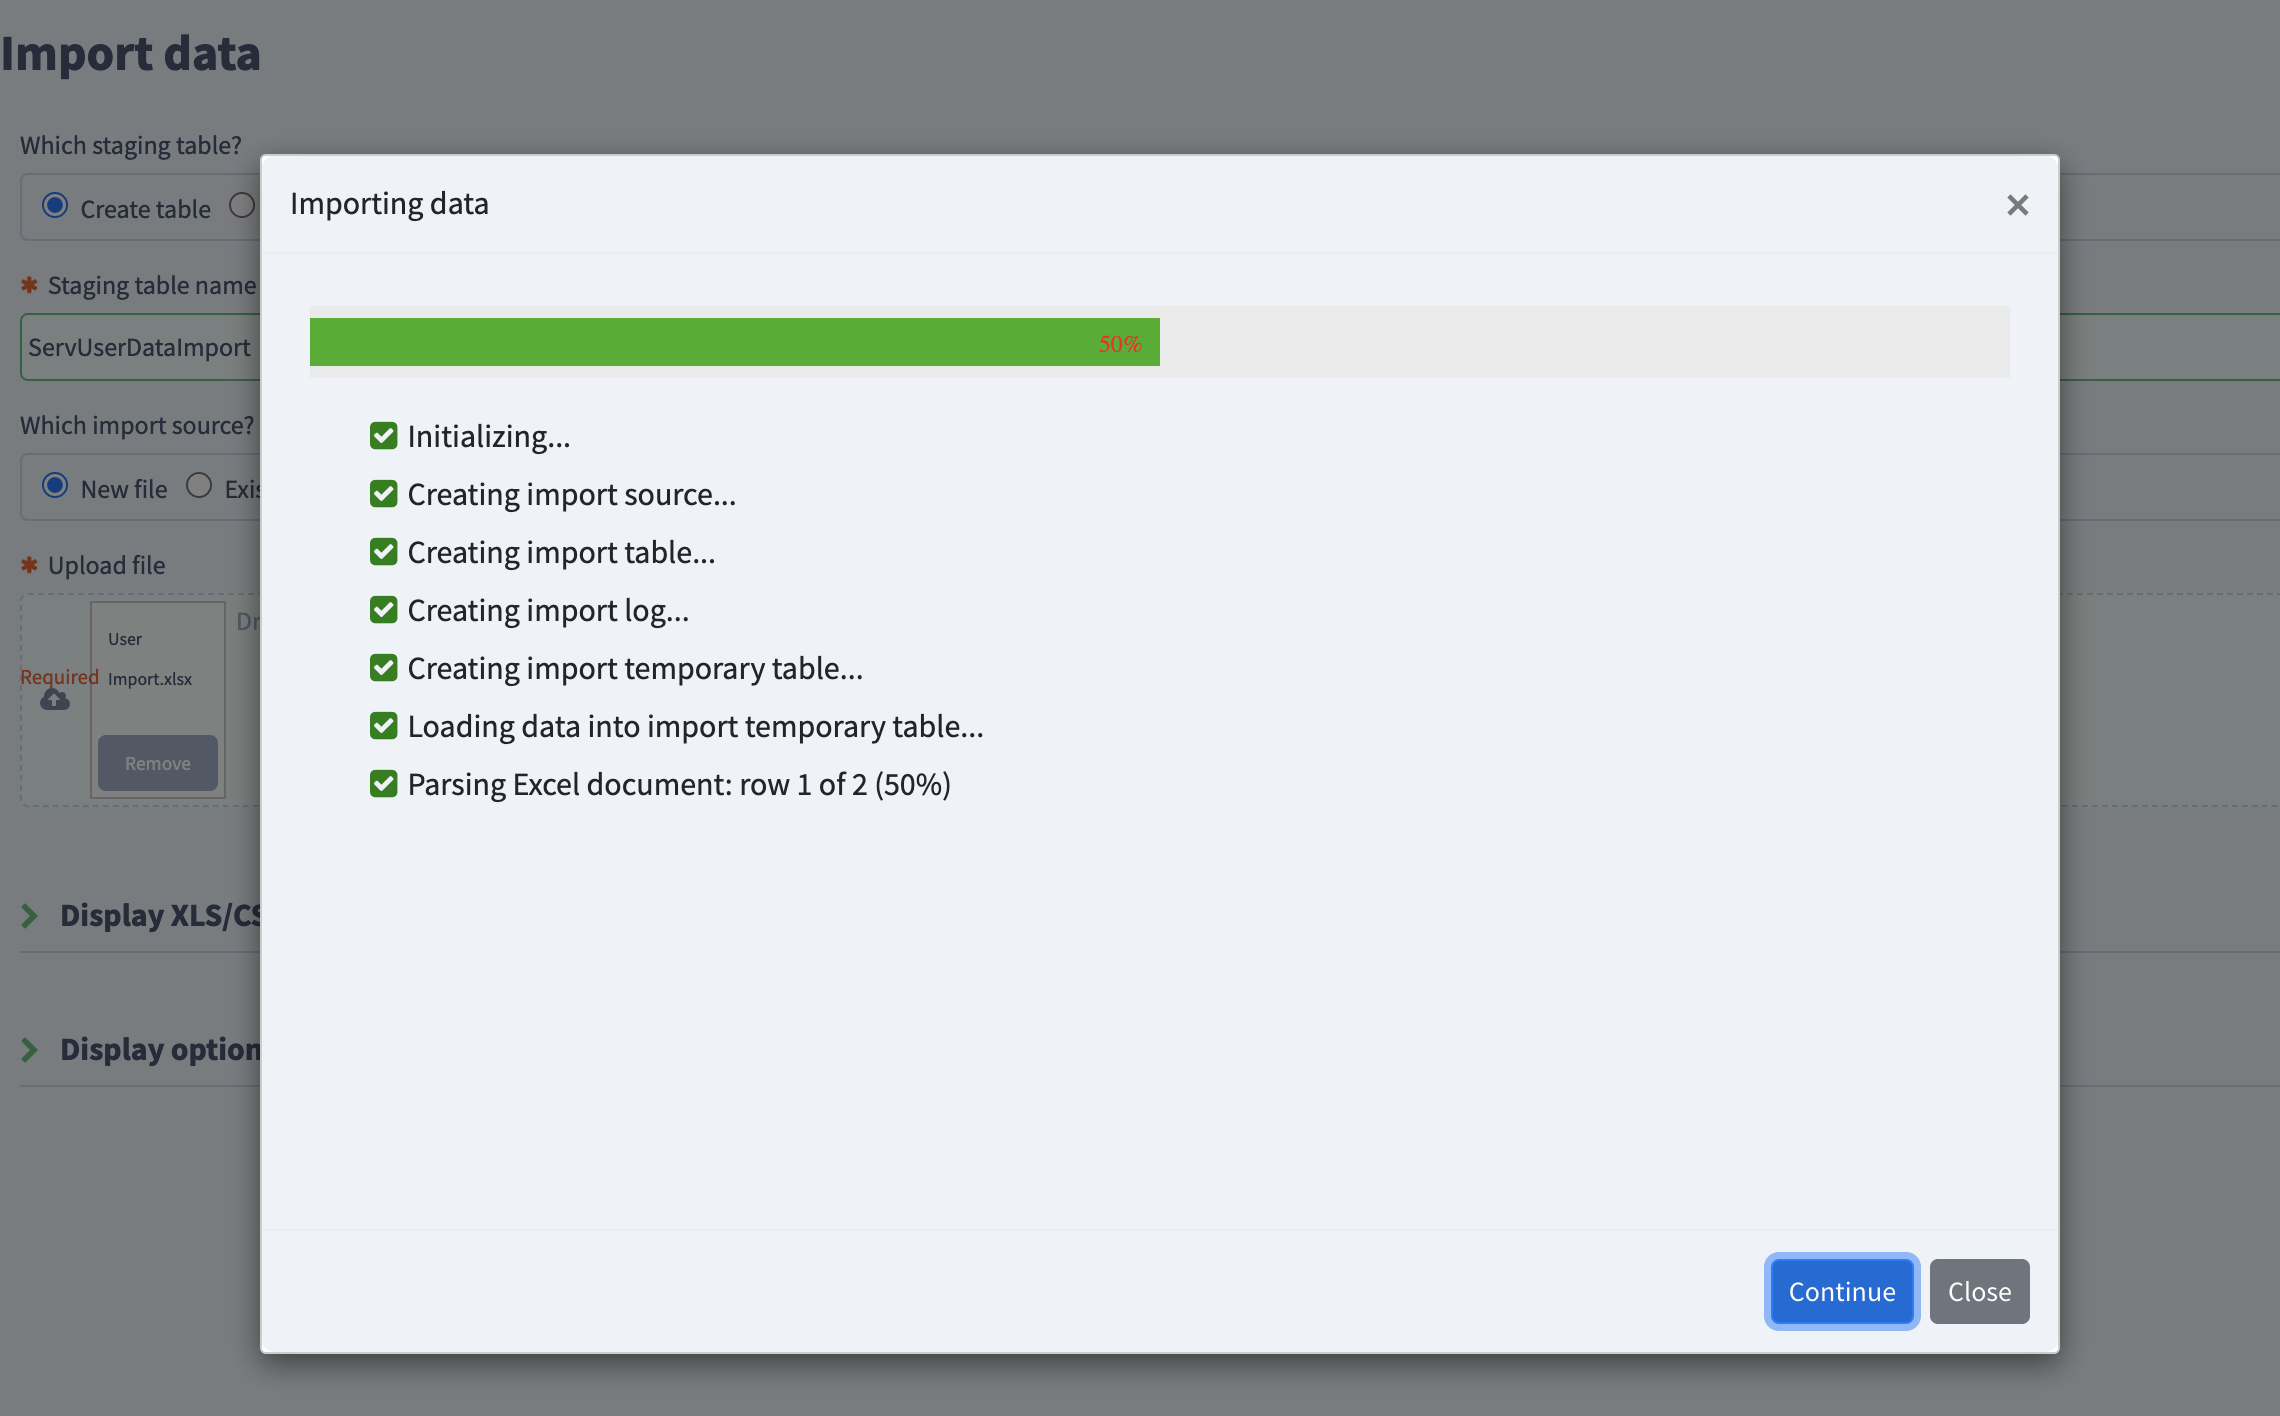 Import data
Which staging table?
Create table
Staging table name
ServUserDataImport
Which import source?
New file Exis
Upload file
Dr
User
Import.xlsx
Required
Remove
Display XLS/CS
Display option
Importing data
50%
Initializing...
Creating import source...
Creating import table...
Creating import log...
Creating import temporary table...
Loading data into import temporary table...
Parsing Excel document: row 1 of 2 (50%)
Continue Close